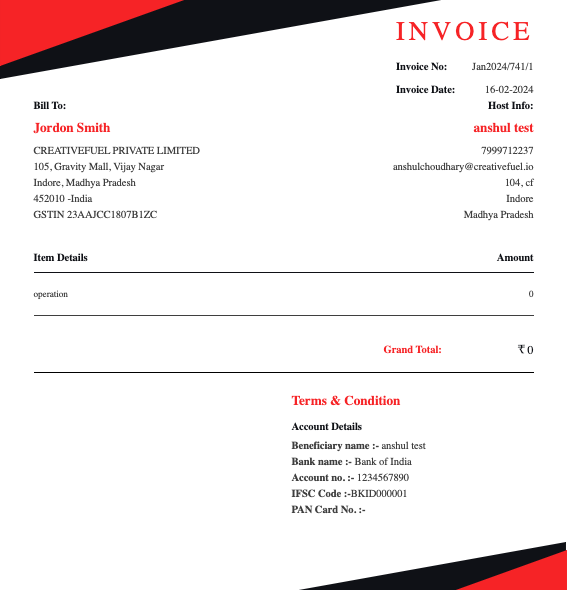 INVOICE
Invoice No: Jan2024/741/1
Invoice Date: 16-02-2024
Bill To: Host Info:
Jordon Smith anshul test
CREATIVEFUEL PRIVATE LIMITED 7999712237
105, Gravity Mall, Vijay Nagar anshulchoudhary@creativefuel.io
Indore, Madhya Pradesh 104, cf
452010 -India Indore
GSTIN 23AAJCC1807B1ZC Madhya Pradesh
Item Details Amount
operation 0
Grand Total: ₹0
Terms & Condition
Account Details
Beneficiary name :- anshul test
Bank name :- Bank of India
Account no. :- 1234567890
IFSC Code :-BKID000001
PAN Card No. :-